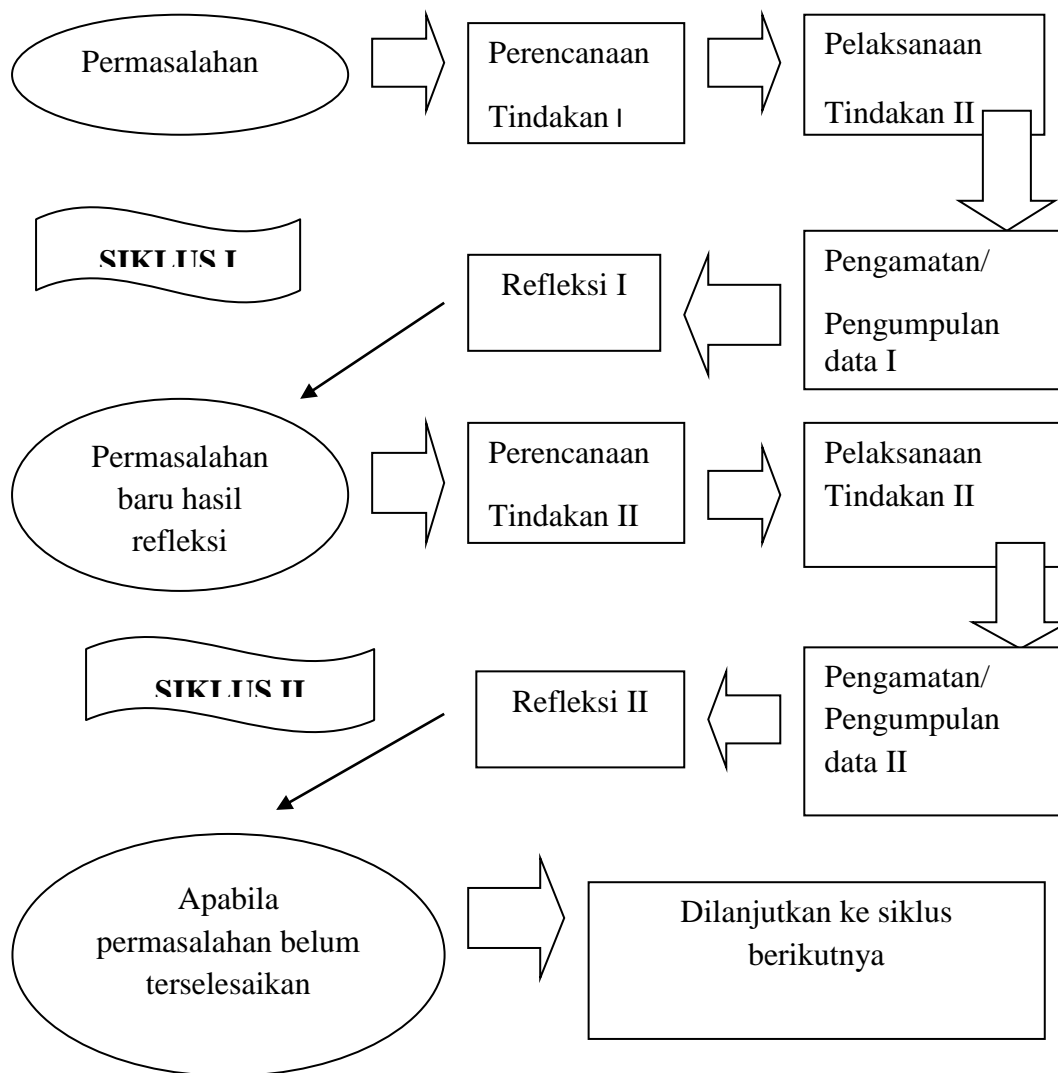 Permasalahan
Perencanaan
Tindakan I
Pelaksanaan
Tindakan II
SIKLUS I
Refleksi I
Pengamatan/
Pengumpulan
data I
Permasalahan
baru hasil
refleksi
Perencanaan
Tindakan II
Pelaksanaan
Tindakan II
SIKLUS II
Refleksi II
Pengamatan/
Pengumpulan
data II
Apabila
permasalahan belum
terselesaikan
Dilanjutkan ke siklus
berikutnya